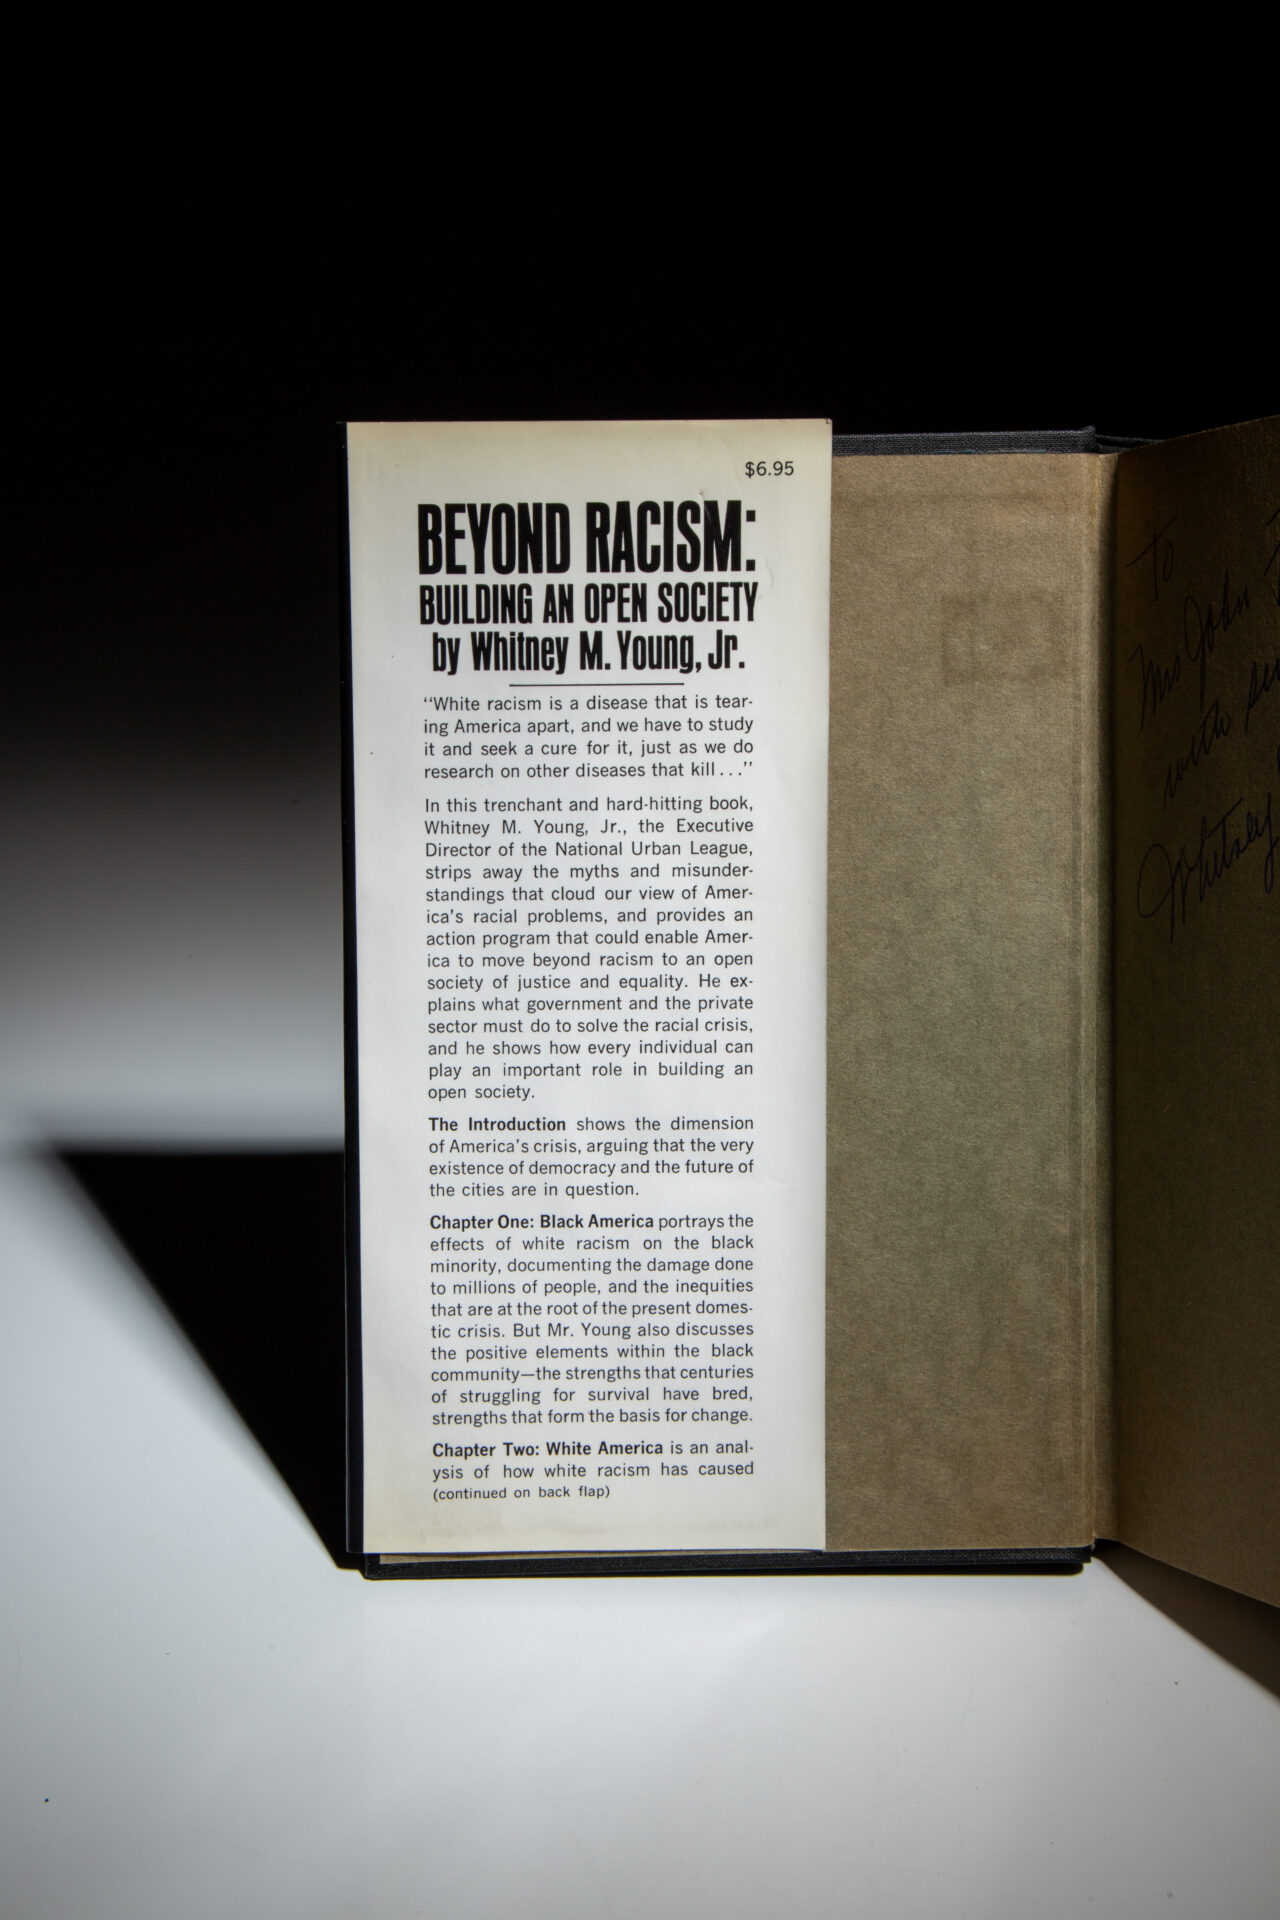 $6.95
BEYOND RACISM:
BUILDING AN OPEN SOCIETY
by Whitney M. Young, Jr.
“White racism is a disease that is tear-
ing America apart, and we have to study
it and seek a cure for it, just as we do
research on other diseases that kill . . .”
In this trenchant and hard-hitting book,
Whitney M. Young, Jr., the Executive
Director of the National Urban League,
strips away the myths and misunder-
standings that cloud our view of Amer-
ica’s racial problems, and provides an
action program that could enable Amer-
ica to move beyond racism to an open
society of justice and equality. He ex-
plains what government and the private
sector must do to solve the racial crisis,
and he shows how every individual can
play an important role in building an
open society.
The Introduction shows the dimension
of America’s crisis, arguing that the very
existence of democracy and the future of
the cities are in question.
Chapter One: Black America portrays the
effects of white racism on the black
minority, documenting the damage done
to millions of people, and the inequities
that are at the root of the present domes-
tic crisis. But Mr. Young also discusses
the positive elements within the black
community—the strengths that centuries
of struggling for survival have bred,
strengths that form the basis for change.
Chapter Two: White America is an anal-
ysis of how white racism has caused
(continued on back flap)
To
Mrs John
with
Whitney